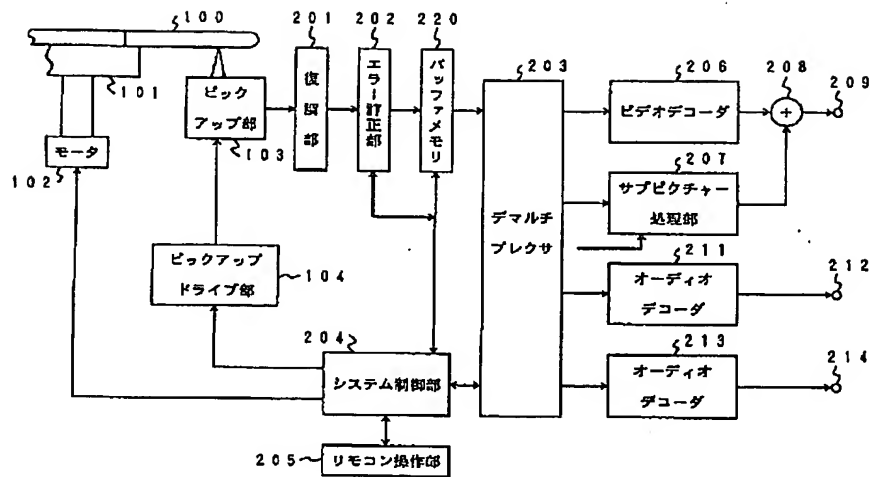 100
101
モータ
102
ピック
アップ部
103
ピックアップ
ドライブ部
104
201
復調部
202
エラー訂正部
220
バッファメモリ
203
デマルチ
プレクサ
204
システム制御部
205
リモコン操作部
206
ビデオデコーダ
208
+
209
207
サブピクチャー
処理部
211
オーディオ
デコーダ
212
213
オーディオ
デコーダ
214